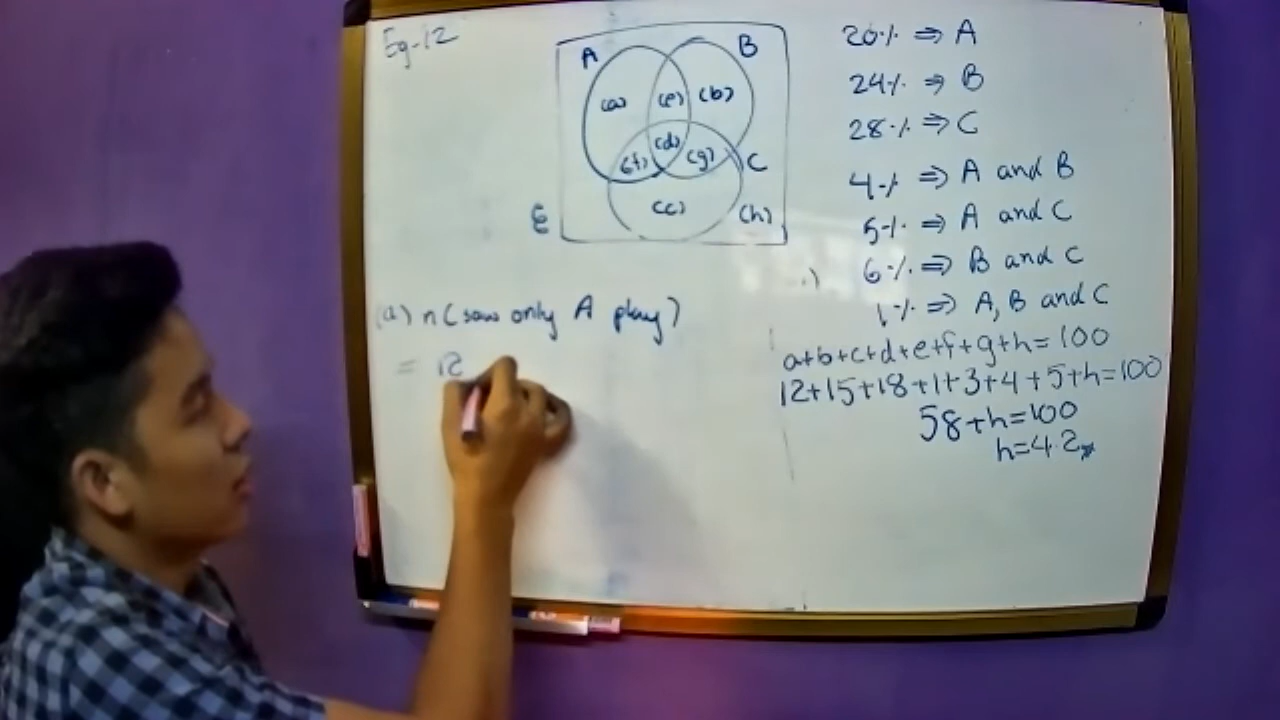 Eg-12
A
B
(a)
(e)
(b)
(d)
(f)
(g)
C
(c)
(h)
ξ
20% ⇒ A
24% ⇒ B
28% ⇒ C
4% ⇒ A and B
5% ⇒ A and C
6% ⇒ B and C
1% ⇒ A, B and C
a+b+c+d+e+f+g+h=100
12+15+18+1+3+4+5+h=100
58+h=100
h=42
(a) n(saw only A play)
= 12